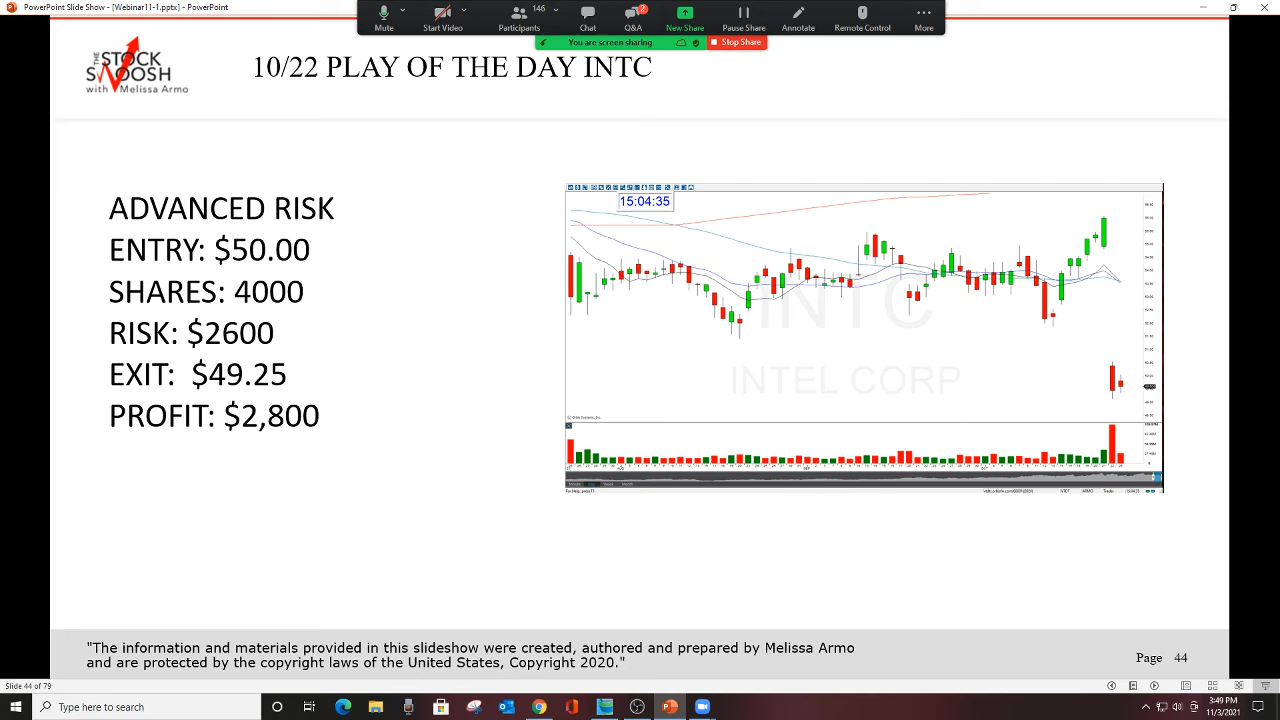 PowerPoint Slide Show - [Webinar11-1.pptx] - PowerPoint
146
2
Mute
Start Video
Participants
Chat
Q&A
New Share
Pause Share
Annotate
Remote Control
More
You are screen sharing
Stop Share
THE
STOCK
SWOOSH
with Melissa Armo
10/22 PLAY OF THE DAY INTC
ADVANCED RISK
ENTRY: $50.00
SHARES: 4000
RISK: $2600
EXIT: $49.25
PROFIT: $2,800
15:04:35
INTC
INTEL CORP
For Help, press F1
"The information and materials provided in this slideshow were created, authored and prepared by Melissa Armo
and are protected by the copyright laws of the United States, Copyright 2020."
Page 44
Slide 44 of 79
Type here to search
3:49 PM
11/3/2021